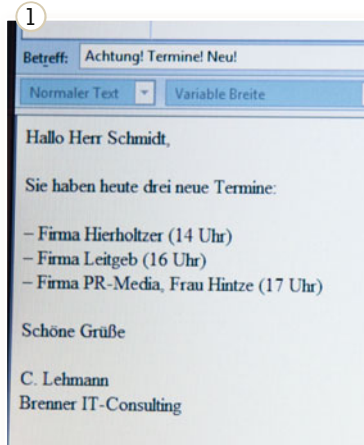 1
Betreff: Achtung! Termine! Neu!
Normaler Text Variable Breite
Hallo Herr Schmidt,
Sie haben heute drei neue Termine:
– Firma Hierholtzer (14 Uhr)
– Firma Leitgeb (16 Uhr)
– Firma PR-Media, Frau Hintze (17 Uhr)
Schöne Grüße
C. Lehmann
Brenner IT-Consulting